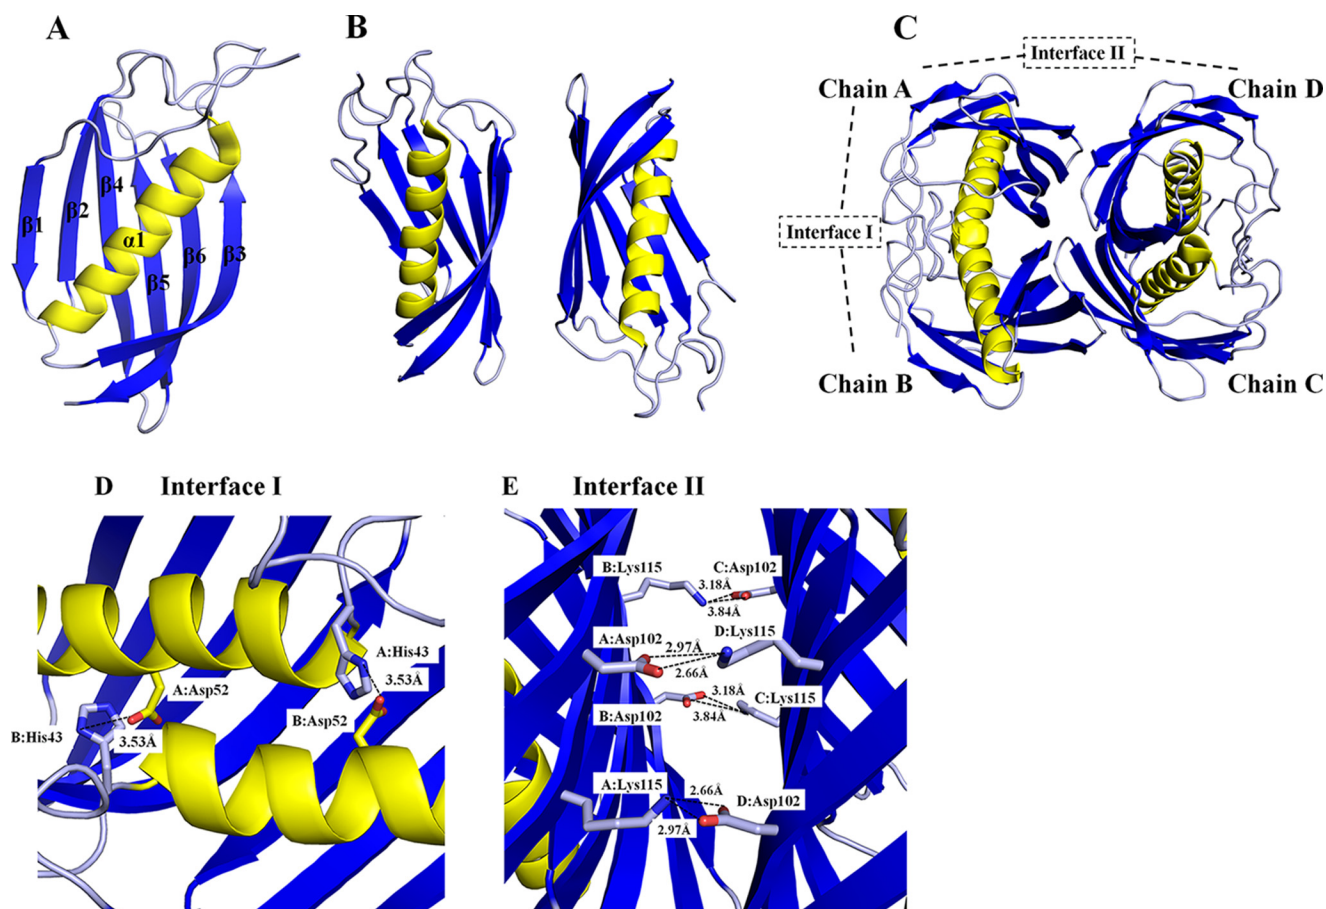 A
B
C
Interface II
Chain A
Chain D
Interface I
Chain B
Chain C
β1
β2
β4
α1
β5
β6
β3
D Interface I
E Interface II
A:His43
3.53Å
A:Asp52
B:His43
3.53Å
B:Asp52
B:Lys115
C:Asp102
3.18Å
3.84Å
A:Asp102
D:Lys115
2.97Å
2.66Å
B:Asp102
C:Lys115
3.18Å
3.84Å
A:Lys115
D:Asp102
2.66Å
2.97Å